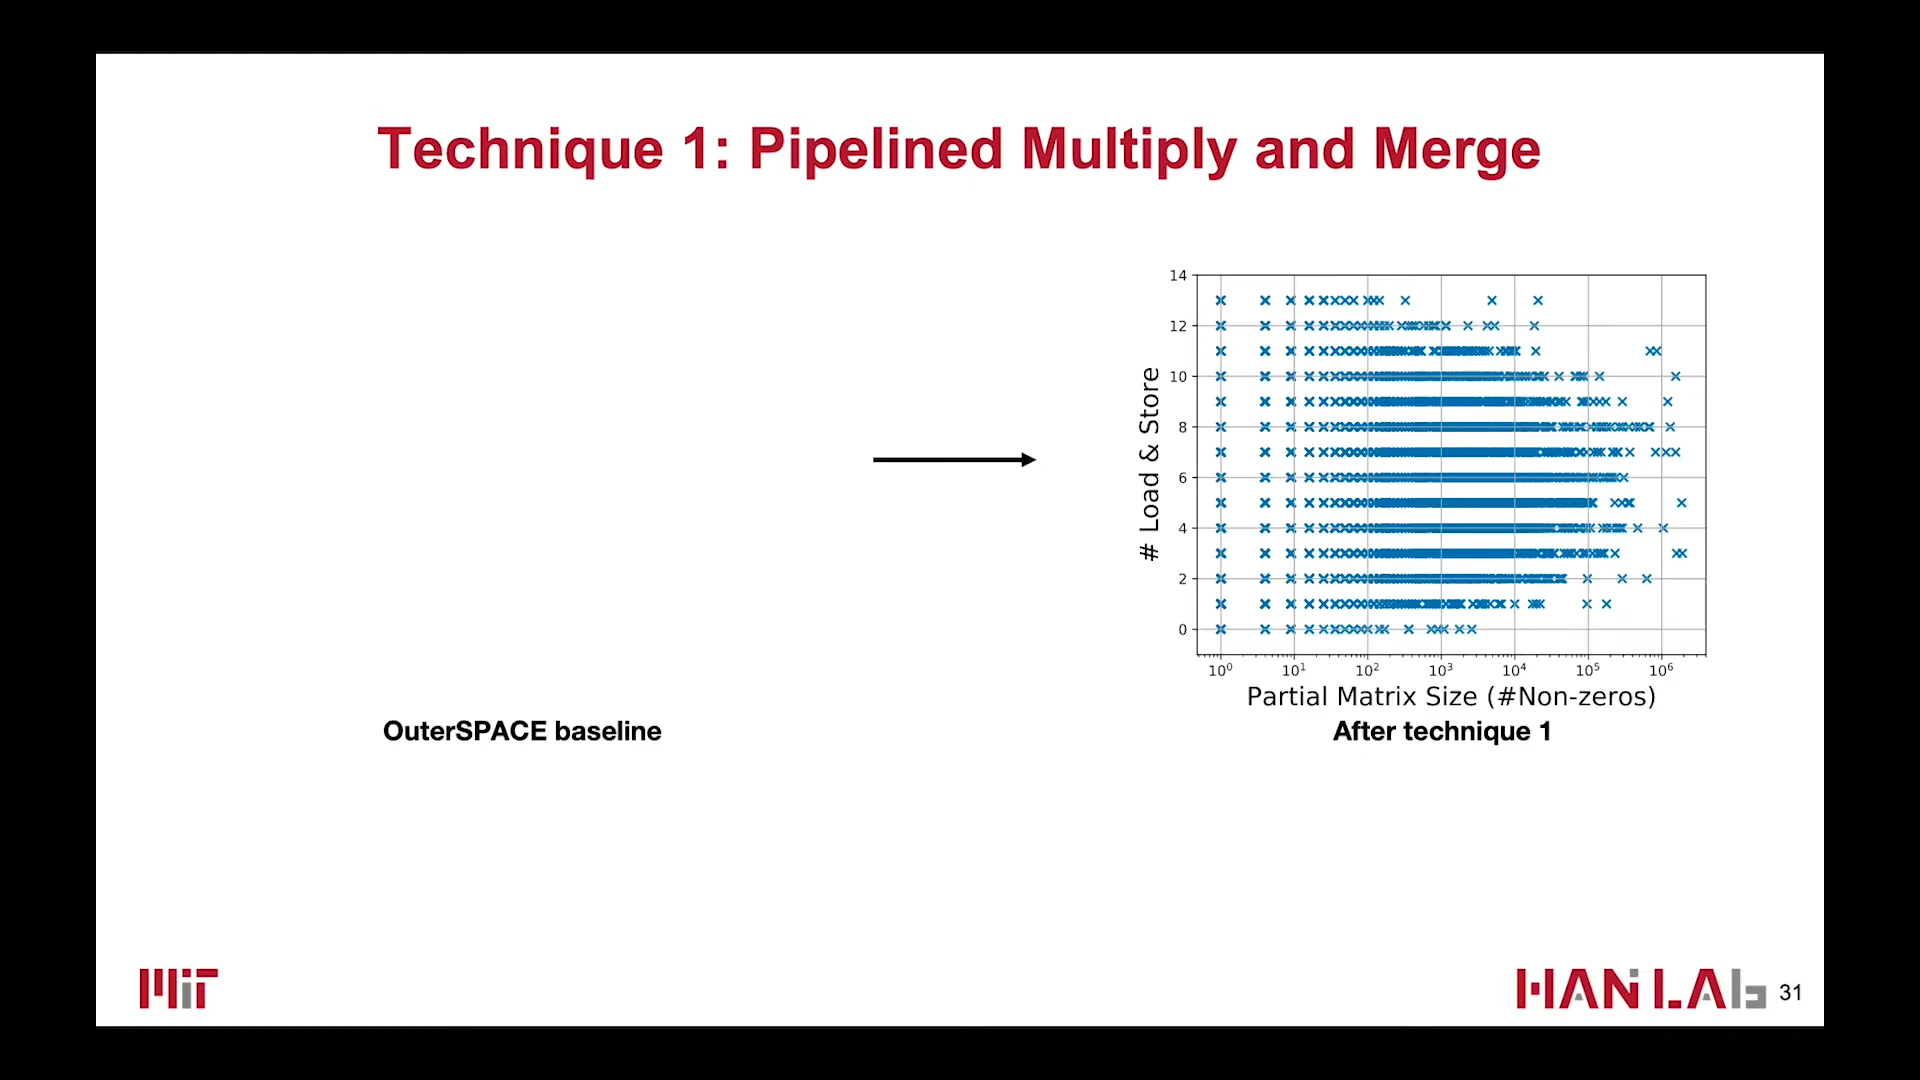 Technique 1: Pipelined Multiply and Merge
14
12
10
8
6
4
2
0
# Load & Store
10⁰ 10¹ 10² 10³ 10⁴ 10⁵ 10⁶
Partial Matrix Size (#Non-zeros)
OuterSPACE baseline
After technique 1
MIT
HAN LAb
31